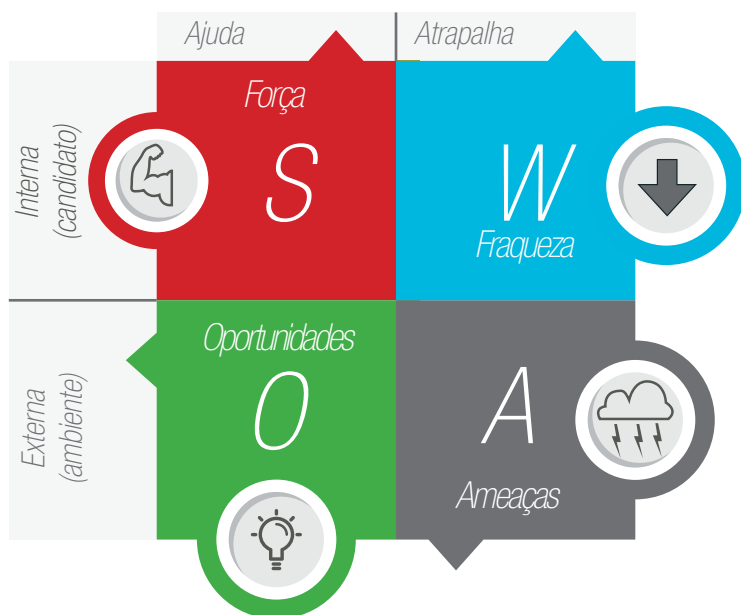 Ajuda
Atrapalha
Interna
(candidato)
Força
S
W
Fraqueza
Externa
(ambiente)
Oportunidades
O
A
Ameaças